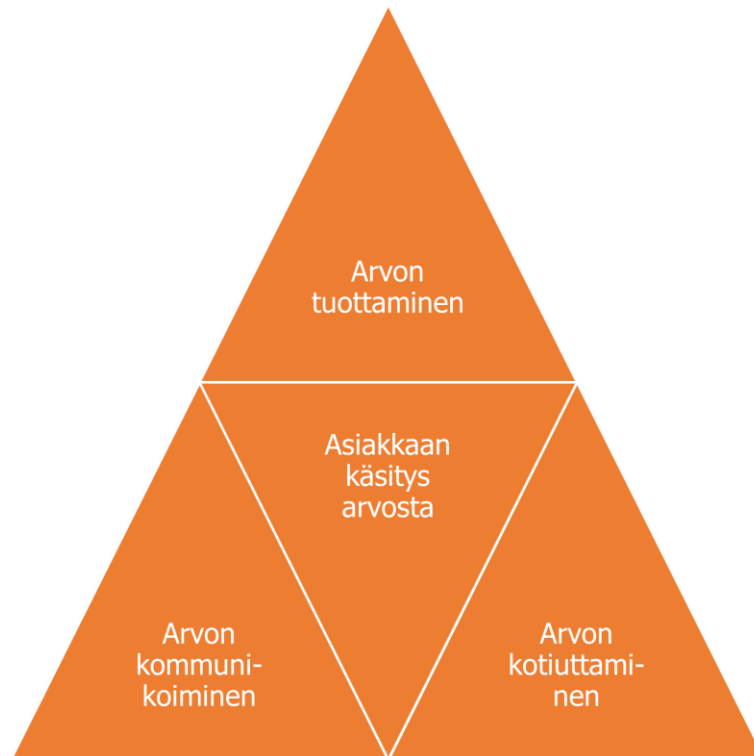 Arvon
tuottaminen
Asiakkaan
käsitys
arvosta
Arvon
kommuni-
koiminen
Arvon
kotiuttami-
nen